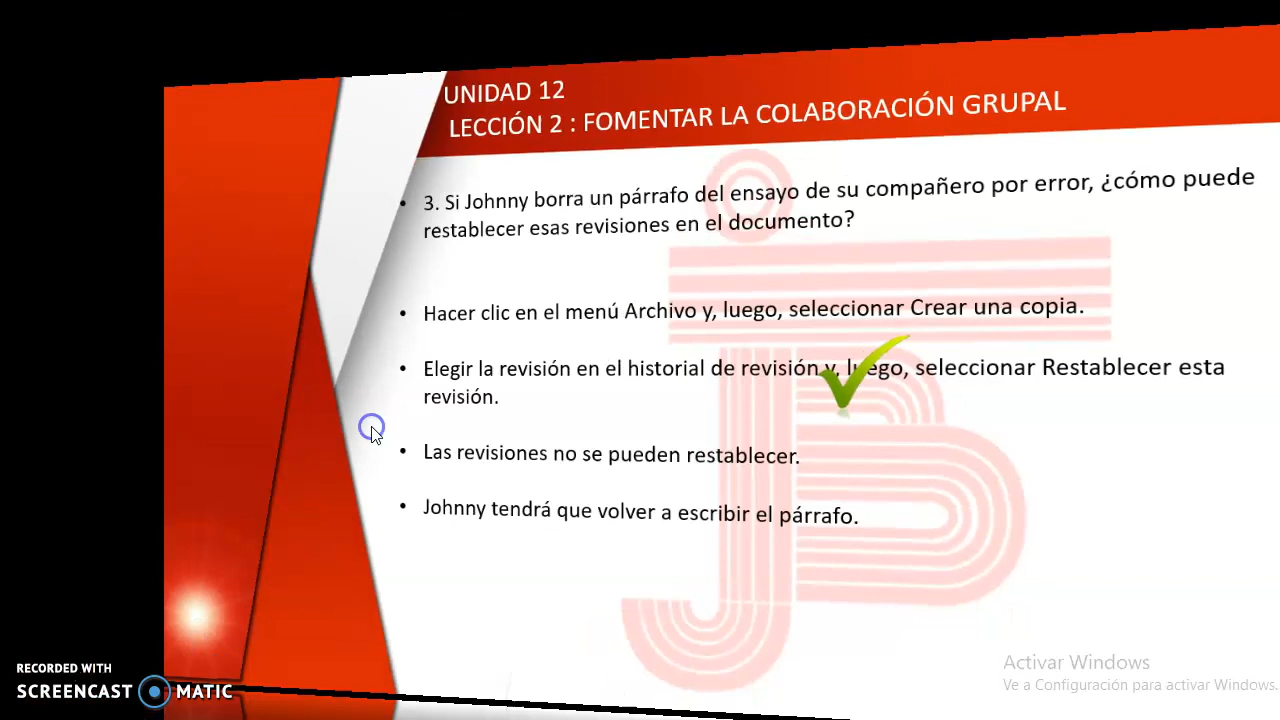 UNIDAD 12
LECCIÓN 2 : FOMENTAR LA COLABORACIÓN GRUPAL
• 3. Si Johnny borra un párrafo del ensayo de su compañero por error, ¿cómo puede
restablecer esas revisiones en el documento?
• Hacer clic en el menú Archivo y, luego, seleccionar Crear una copia.
• Elegir la revisión en el historial de revisión y, luego, seleccionar Restablecer esta
revisión.
• Las revisiones no se pueden restablecer.
• Johnny tendrá que volver a escribir el párrafo.
Activar Windows
Ve a Configuración para activar Windows.
RECORDED WITH
SCREENCAST MATIC